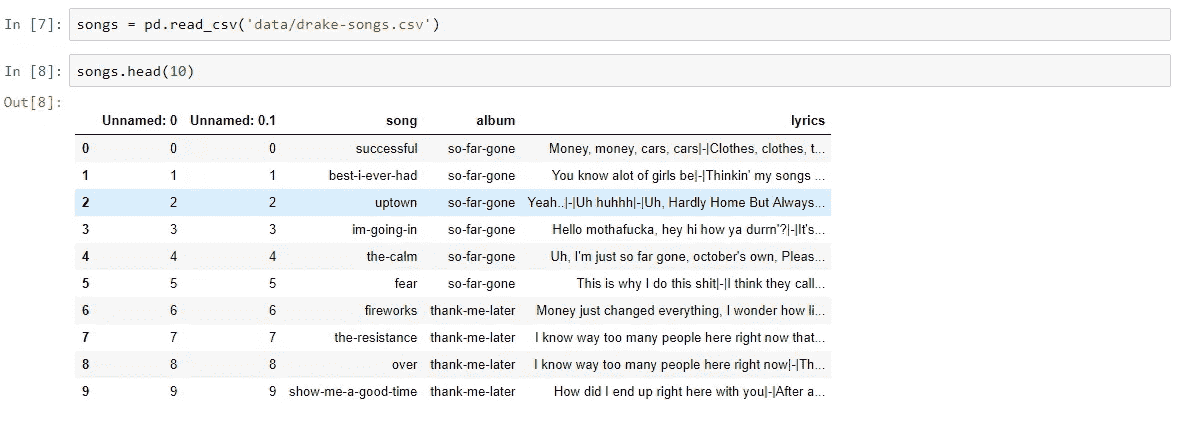 In [7]: songs = pd.read_csv('data/drake-songs.csv')
In [8]: songs.head(10)
Out[8]:
Unnamed: 0 Unnamed: 0.1 song album lyrics
0 0 0 successful so-far-gone Money, money, cars, cars|-|Clothes, clothes, t...
1 1 1 best-i-ever-had so-far-gone You know alot of girls be|-|Thinkin' my songs ...
2 2 2 uptown so-far-gone Yeah..|-|Uh huhhh|-|Uh, Hardly Home But Always...
3 3 3 im-going-in so-far-gone Hello mothafucka, hey hi how ya durrn'?|-|It's...
4 4 4 the-calm so-far-gone Uh, I'm just so far gone, october's own, Pleas...
5 5 5 fear so-far-gone This is why I do this shit|-|I think they call...
6 6 6 fireworks thank-me-later Money just changed everything, I wonder how li...
7 7 7 the-resistance thank-me-later I know way too many people here right now that...
8 8 8 over thank-me-later I know way too many people here right now|-|Th...
9 9 9 show-me-a-good-time thank-me-later How did I end up right here with you|-|After a...